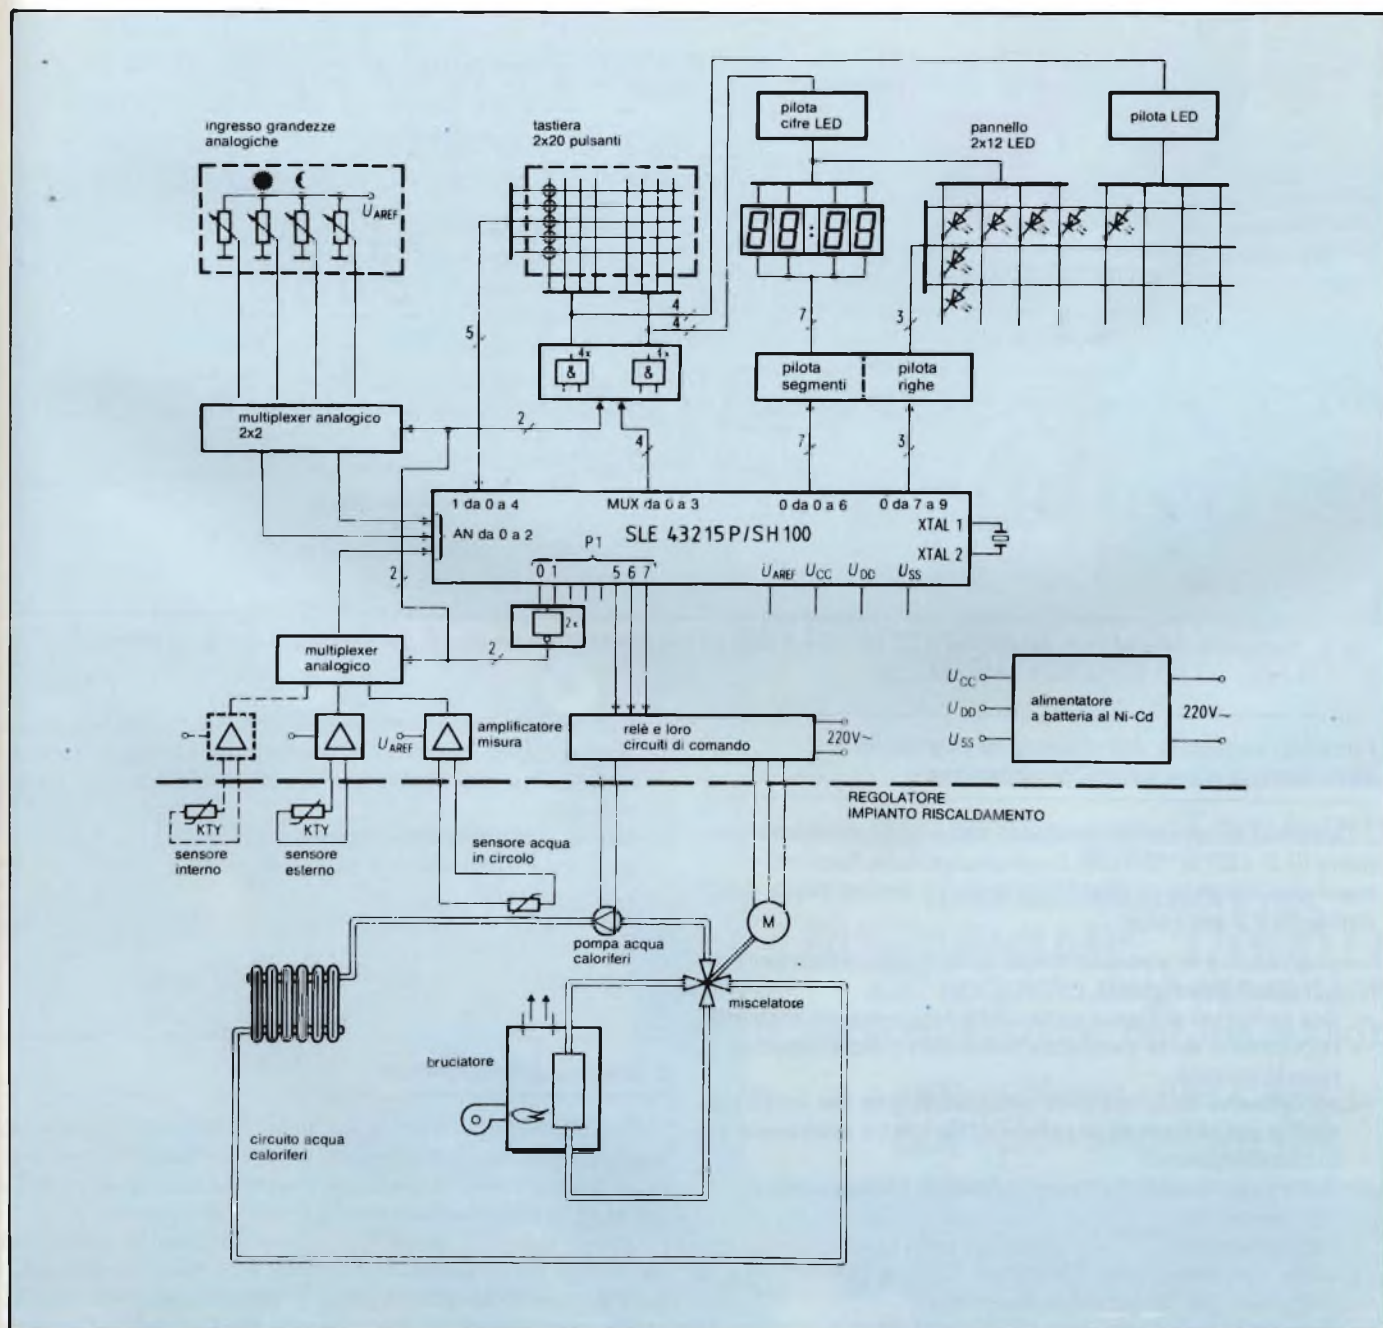 ingresso grandezze
analogiche
U AREF
tastiera
2x20 pulsanti
pilota
cifre LED
pannello
2x12 LED
pilota LED
4
4
5
7
3
4x
&
&
pilota
segmenti
pilota
righe
multiplexer analogico
2x2
2
4
7
3
1 da 0 a 4
MUX da 0 a 3
0 da 0 a 6
0 da 7 a 9
AN da 0 a 2
SLE 43215 P/SH 100
XTAL 1
XTAL 2
P1
0 1
5 6 7
U AREF
U CC
U DD
U SS
2
2x
2
multiplexer
analogico
U AREF
amplificatore
misura
relè e loro
circuiti di comando
220V~
U CC
U DD
U SS
alimentatore
a batteria al Ni-Cd
220V~
REGOLATORE
IMPIANTO RISCALDAMENTO
KTY
sensore
interno
KTY
sensore
esterno
sensore acqua
in circolo
pompa acqua
caloriferi
M
miscelatore
bruciatore
circuito acqua
caloriferi